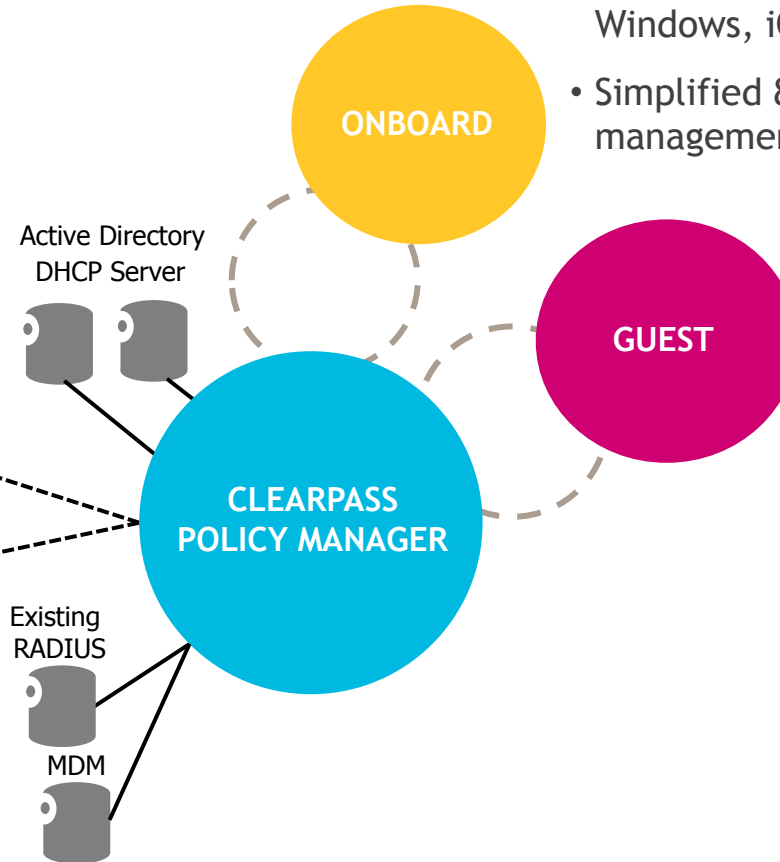 Windows,
• Simplified &
ONBOARD
Active Directory
DHCP Server
GUEST
CLEARPASS
POLICY MANAGER
Existing
RADIUS
MDM